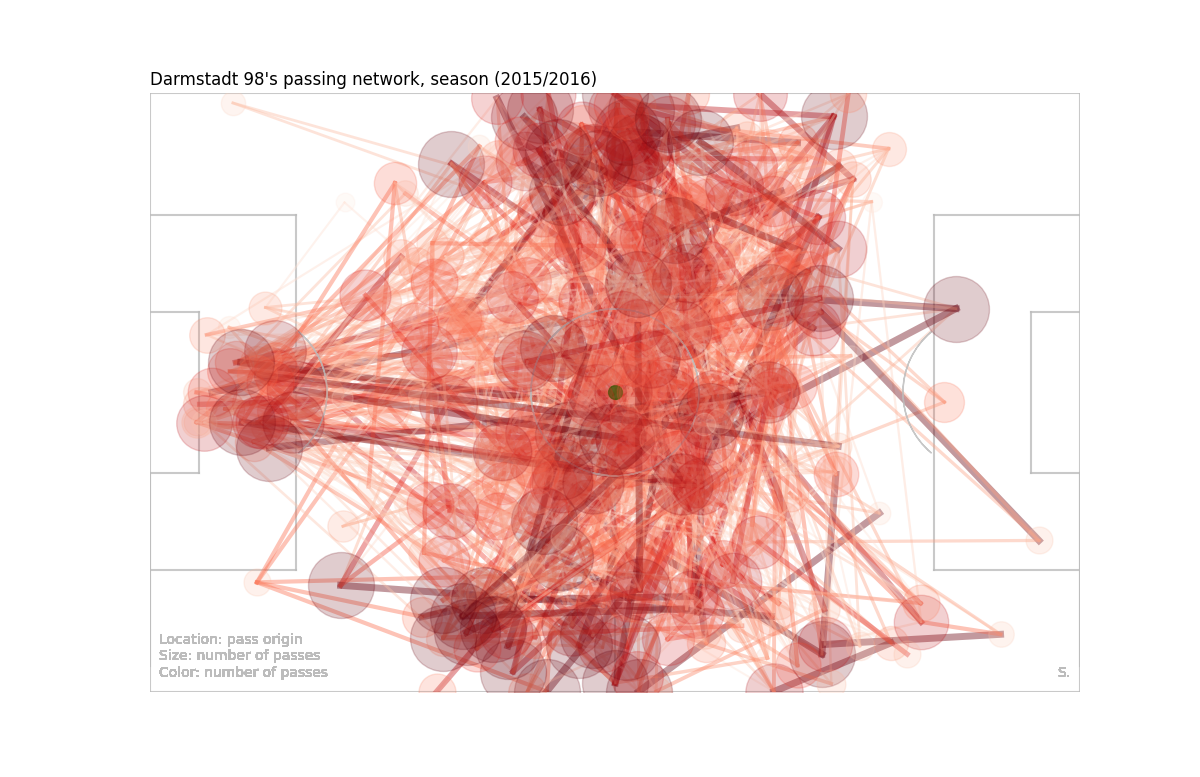 Darmstadt 98's passing network, season (2015/2016)
Location: pass origin
Size: number of passes
Color: number of passes
S.